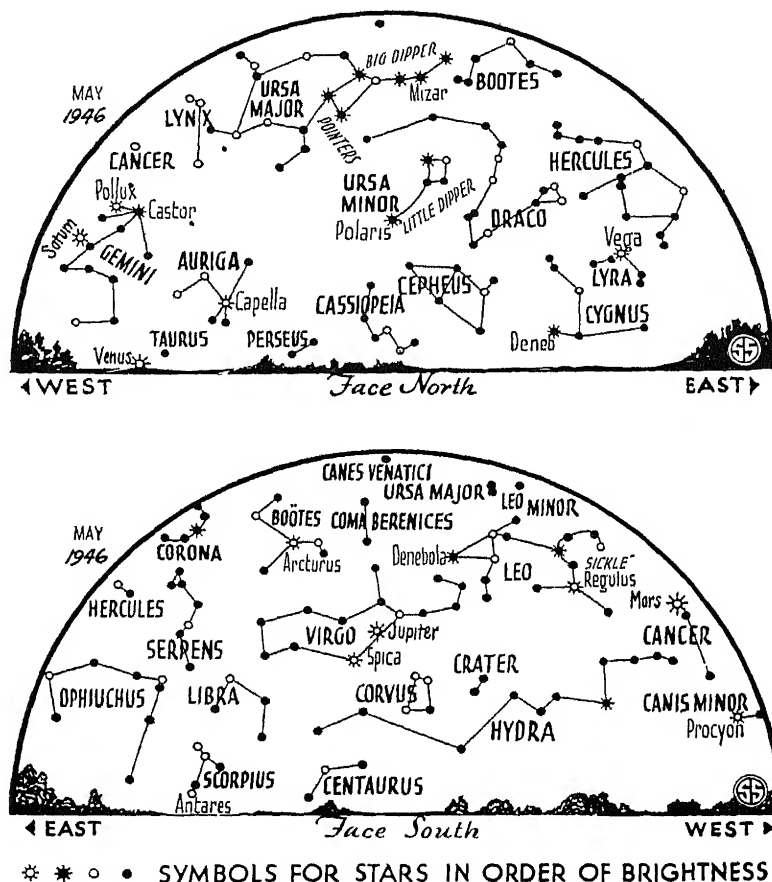 MAY
1946
BIG DIPPER
Mizar
BOOTES
URSA
MAJOR
LYNX
POINTERS
CANCER
Pollux
Castor
Saturn
GEMINI
URSA
MINOR
Polaris
LITTLE DIPPER
HERCULES
DRACO
Vega
LYRA
AURIGA
Capella
CASSIOPEIA
CEPHEUS
CYGNUS
Deneb
TAURUS
PERSEUS
Venus
WEST
Face North
EAST
CANES VENATICI
URSA MAJOR
LEO
MINOR
MAY
1946
CORONA
BOÖTES
COMA BERENICES
Arcturus
Denebola
SICKLE"
LEO
Regulus
HERCULES
Mars
SERPENS
VIRGO
Jupiter
Spica
CANCER
OPHIUCHUS
LIBRA
CORVUS
CRATER
HYDRA
CANIS MINOR
Procyon
SCORPIUS
Antares
CENTAURUS
EAST
Face South
WEST
SYMBOLS FOR STARS IN ORDER OF BRIGHTNESS